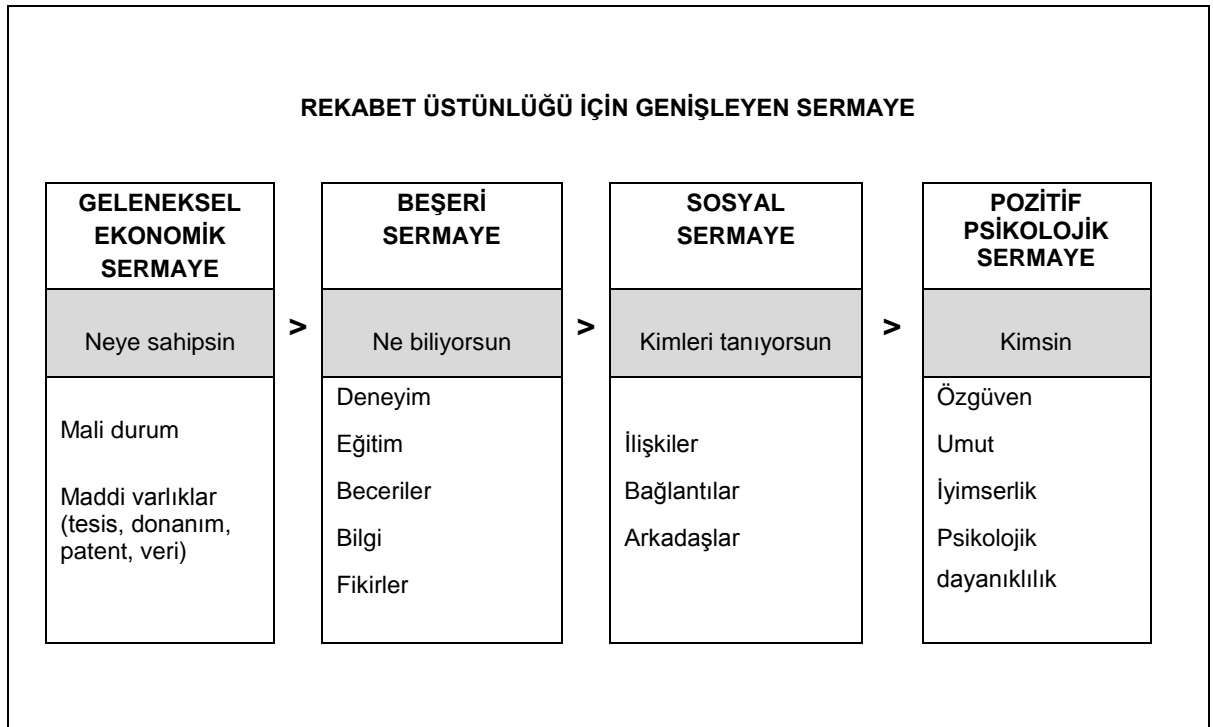 REKABET ÜSTÜNLÜĞÜ İÇİN GENİŞLEYEN SERMAYE
GELENEKSEL
EKONOMİK
SERMAYE
Neye sahipsin
Mali durum
Maddi varlıklar
(tesis, donanım,
patent, veri)
>
BEŞERİ
SERMAYE
Ne biliyorsun
Deneyim
Eğitim
Beceriler
Bilgi
Fikirler
>
SOSYAL
SERMAYE
Kimleri tanıyorsun
İlişkiler
Bağlantılar
Arkadaşlar
>
POZİTİF
PSİKOLOJİK
SERMAYE
Kimsin
Özgüven
Umut
İyimserlik
Psikolojik
dayanıklılık